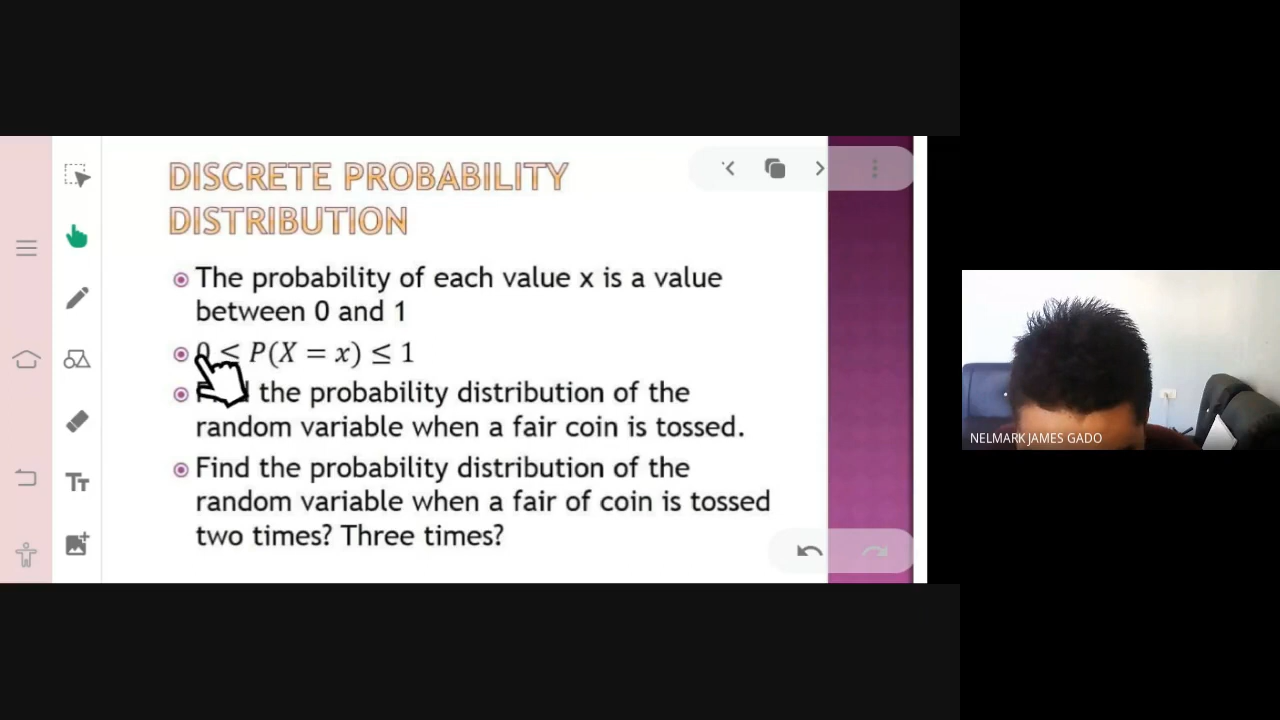 DISCRETE PROBABILITY
DISTRIBUTION
The probability of each value x is a value
between 0 and 1
0 ≤ P(X = x) ≤ 1
the probability distribution of the
random variable when a fair coin is tossed.
Find the probability distribution of the
random variable when a fair of coin is tossed
two times? Three times?
Tт
NELMARK JAMES GADO